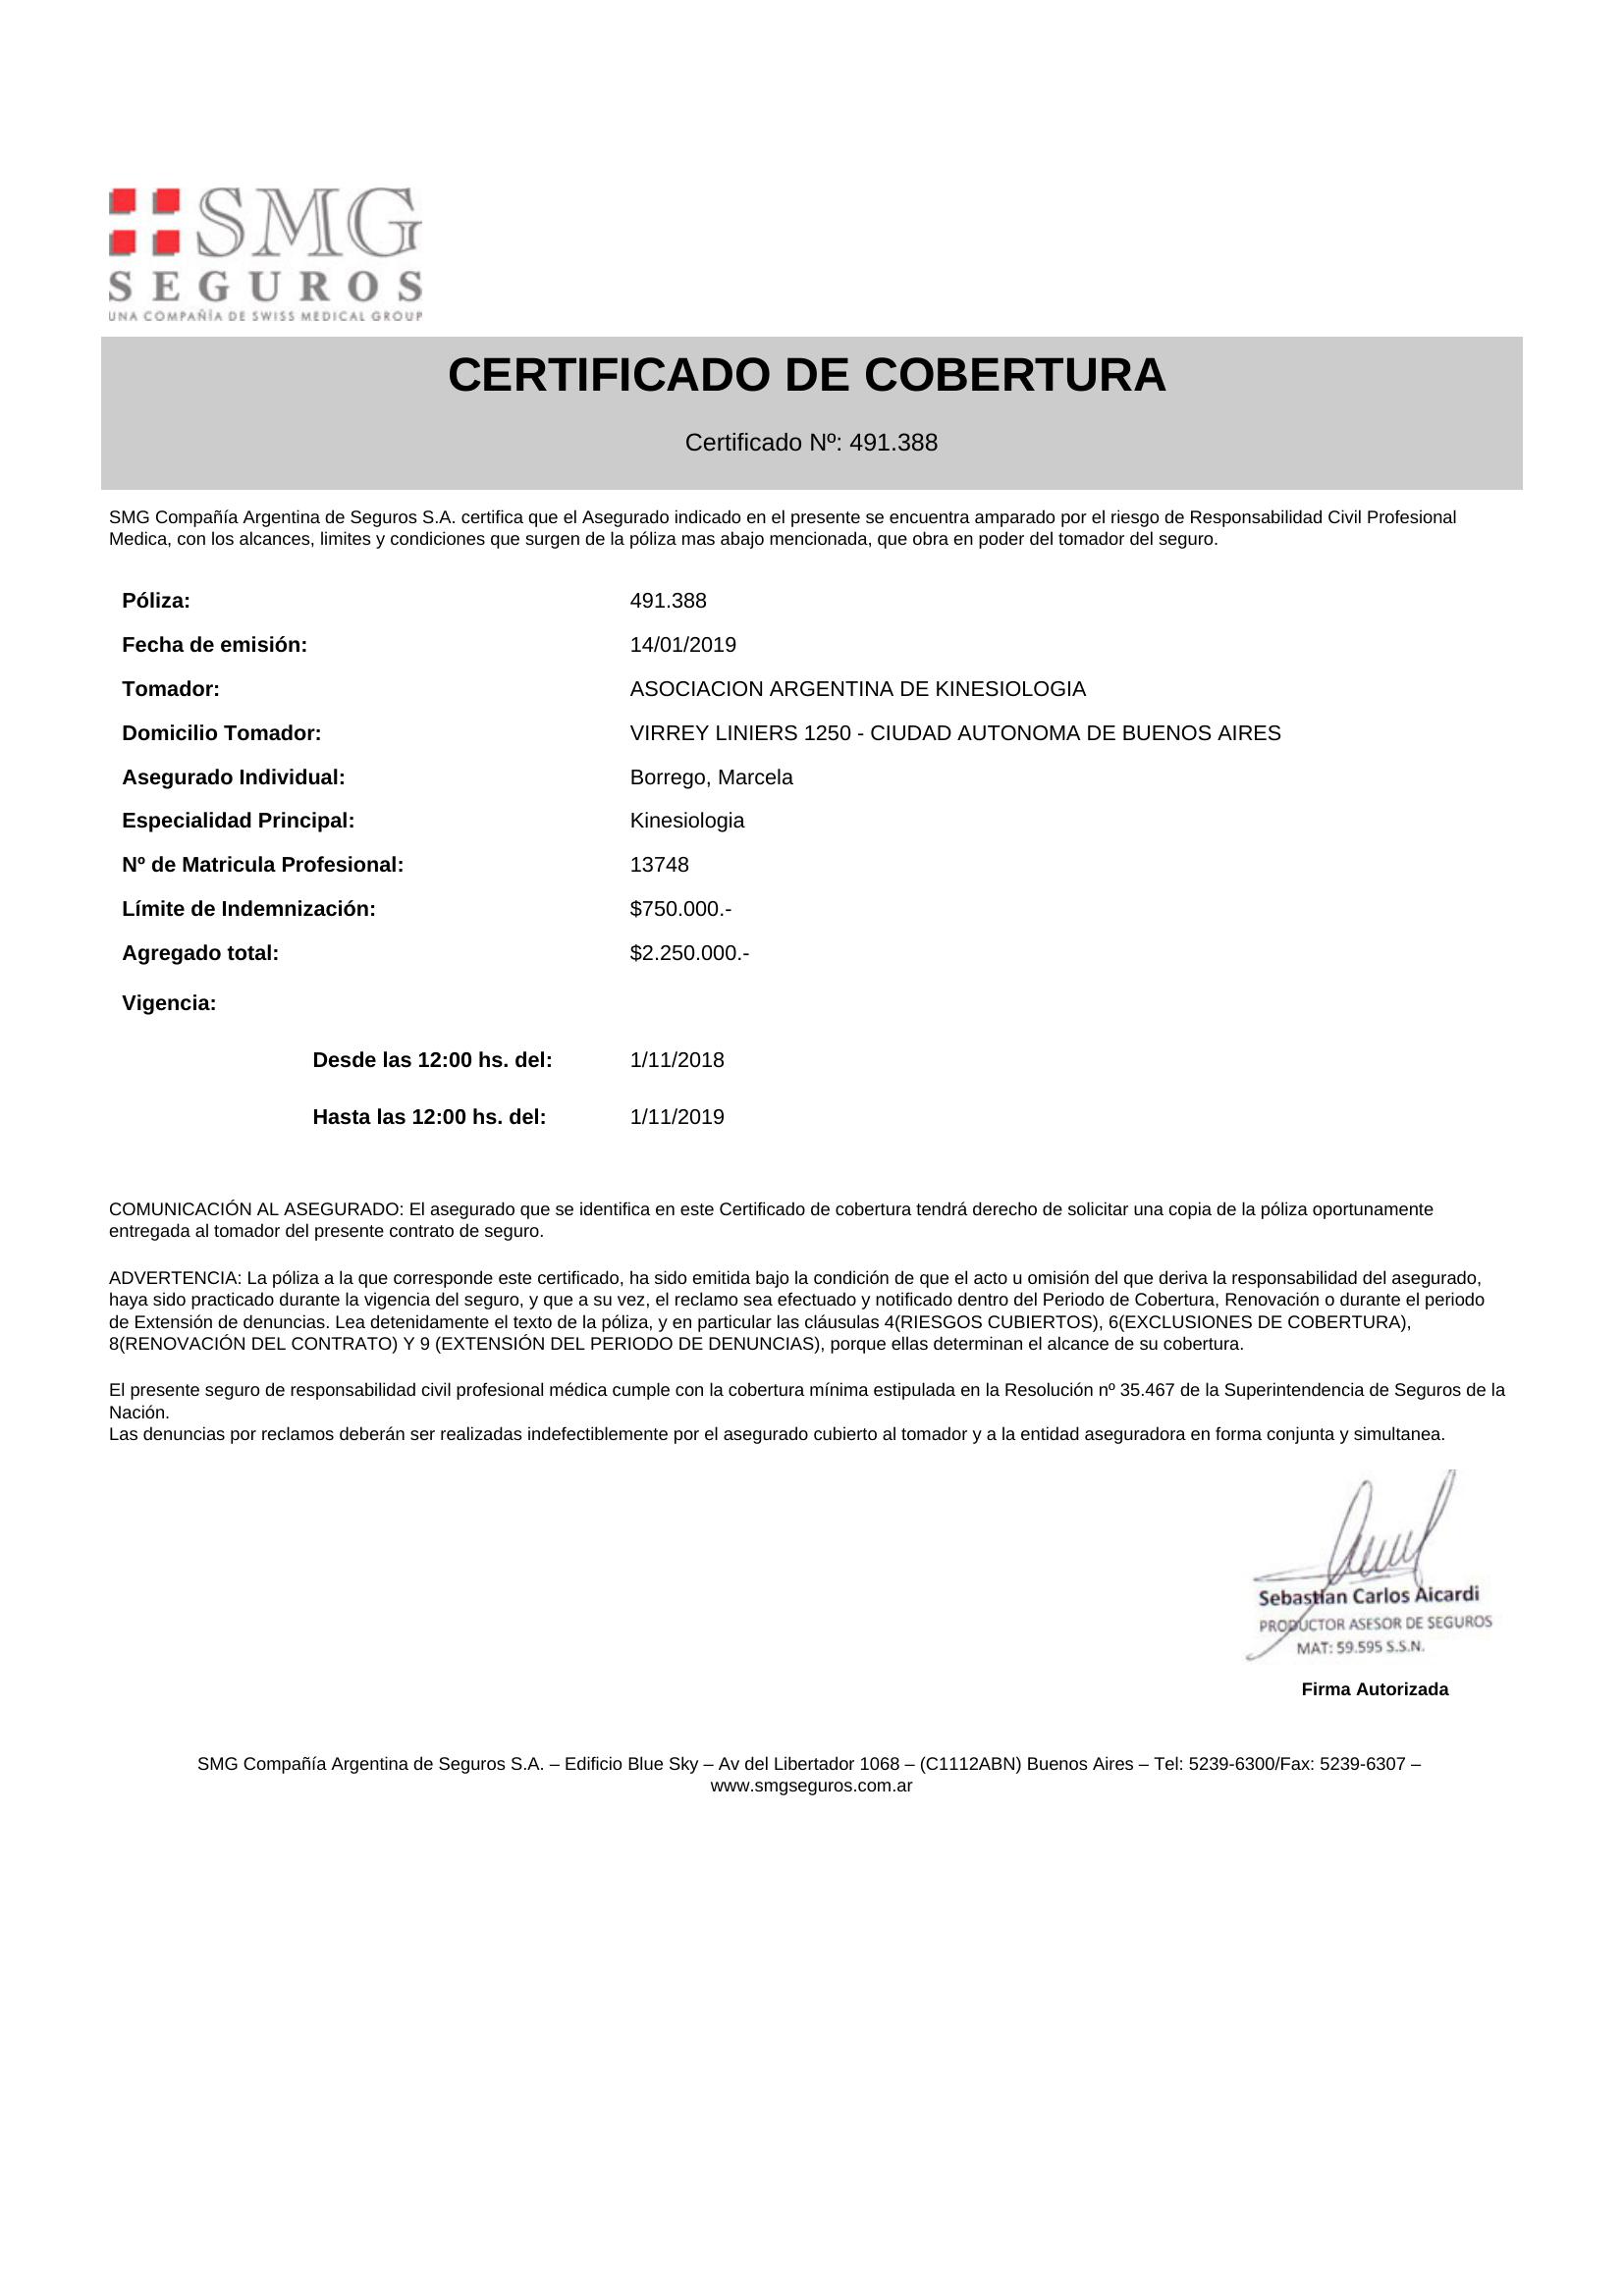 SMG
SEGUROS
UNA COMPAÑÍA DE SWISS MEDICAL GROUP
CERTIFICADO DE COBERTURA
Certificado Nº: 491.388
SMG Compañía Argentina de Seguros S.A. certifica que el Asegurado indicado en el presente se encuentra amparado por el riesgo de Responsabilidad Civil Profesional
Medica, con los alcances, limites y condiciones que surgen de la póliza mas abajo mencionada, que obra en poder del tomador del seguro.
Póliza: 491.388
Fecha de emisión: 14/01/2019
Tomador: ASOCIACION ARGENTINA DE KINESIOLOGIA
Domicilio Tomador: VIRREY LINIERS 1250 - CIUDAD AUTONOMA DE BUENOS AIRES
Asegurado Individual: Borrego, Marcela
Especialidad Principal: Kinesiologia
Nº de Matricula Profesional: 13748
Límite de Indemnización: $750.000.-
Agregado total: $2.250.000.-
Vigencia:
Desde las 12:00 hs. del: 1/11/2018
Hasta las 12:00 hs. del: 1/11/2019
COMUNICACIÓN AL ASEGURADO: El asegurado que se identifica en este Certificado de cobertura tendrá derecho de solicitar una copia de la póliza oportunamente
entregada al tomador del presente contrato de seguro.
ADVERTENCIA: La póliza a la que corresponde este certificado, ha sido emitida bajo la condición de que el acto u omisión del que deriva la responsabilidad del asegurado,
haya sido practicado durante la vigencia del seguro, y que a su vez, el reclamo sea efectuado y notificado dentro del Periodo de Cobertura, Renovación o durante el periodo
de Extensión de denuncias. Lea detenidamente el texto de la póliza, y en particular las cláusulas 4(RIESGOS CUBIERTOS), 6(EXCLUSIONES DE COBERTURA),
8(RENOVACIÓN DEL CONTRATO) Y 9 (EXTENSIÓN DEL PERIODO DE DENUNCIAS), porque ellas determinan el alcance de su cobertura.
El presente seguro de responsabilidad civil profesional médica cumple con la cobertura mínima estipulada en la Resolución nº 35.467 de la Superintendencia de Seguros de la
Nación.
Las denuncias por reclamos deberán ser realizadas indefectiblemente por el asegurado cubierto al tomador y a la entidad aseguradora en forma conjunta y simultanea.
Sebastian Carlos Aicardi
PRODUCTOR ASESOR DE SEGUROS
MAT: 59.595 S.S.N.
Firma Autorizada
SMG Compañía Argentina de Seguros S.A. – Edificio Blue Sky – Av del Libertador 1068 – (C1112ABN) Buenos Aires – Tel: 5239-6300/Fax: 5239-6307 –
www.smgseguros.com.ar